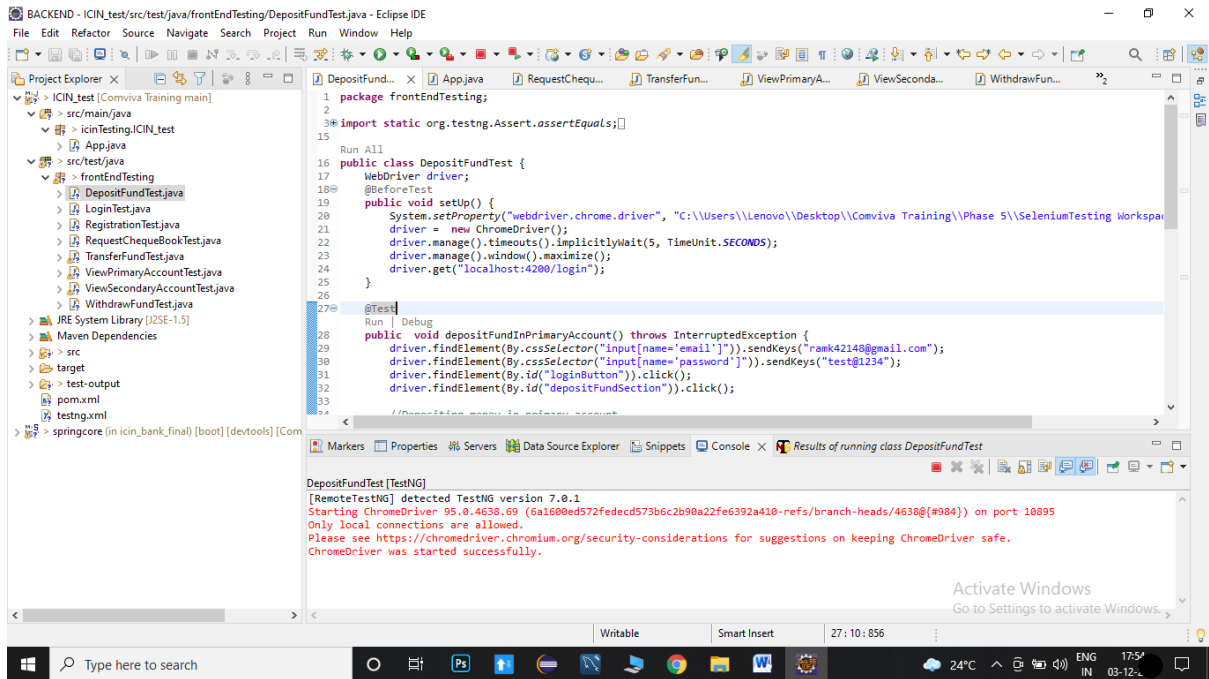 BACKEND - ICIN_test/src/test/java/frontEndTesting/DepositFundTest.java - Eclipse IDE
File Edit Refactor Source Navigate Search Project Run Window Help
Project Explorer
> ICIN_test [Comviva Training main]
> src/main/java
> icinTesting.ICIN_test
App.java
> src/test/java
> frontEndTesting
DepositFundTest.java
LoginTest.java
RegistrationTest.java
RequestChequeBookTest.java
TransferFundTest.java
ViewPrimaryAccountTest.java
ViewSecondaryAccountTest.java
WithdrawFundTest.java
JRE System Library [J2SE-1.5]
Maven Dependencies
> src
target
> test-output
pom.xml
testng.xml
> springcore (in icin_bank_final) [boot] [devtools] [Com
DepositFund... App.java RequestChequ... TransferFun... ViewPrimaryA... ViewSeconda... WithdrawFun... »2
1 package frontEndTesting;
2
3 import static org.testng.Assert.assertEquals;
15
Run All
16 public class DepositFundTest {
17 WebDriver driver;
18 @BeforeTest
19 public void setUp() {
20 System.setProperty("webdriver.chrome.driver", "C:\\Users\\Lenovo\\Desktop\\Comviva Training\\Phase 5\\SeleniumTesting Workspa
21 driver = new ChromeDriver();
22 driver.manage().timeouts().implicitlyWait(5, TimeUnit.SECONDS);
23 driver.manage().window().maximize();
24 driver.get("localhost:4200/login");
25 }
26
27 @Test
Run | Debug
28 public void depositFundInPrimaryAccount() throws InterruptedException {
29 driver.findElement(By.cssSelector("input[name='email']")).sendKeys("ramk42148@gmail.com");
30 driver.findElement(By.cssSelector("input[name='password']")).sendKeys("test@1234");
31 driver.findElement(By.id("loginButton")).click();
32 driver.findElement(By.id("depositFundSection")).click();
33
34 //Depositing money in primary account
Markers Properties Servers Data Source Explorer Snippets Console Results of running class DepositFundTest
DepositFundTest [TestNG]
[RemoteTestNG] detected TestNG version 7.0.1
Starting ChromeDriver 95.0.4638.69 (6a1600ed572fedecd573b6c2b90a22fe6392a410-refs/branch-heads/4638@{#984}) on port 10895
Only local connections are allowed.
Please see https://chromedriver.chromium.org/security-considerations for suggestions on keeping ChromeDriver safe.
ChromeDriver was started successfully.
Activate Windows
Go to Settings to activate Windows.
Writable Smart Insert 27 : 10 : 856
Type here to search
Ps
W
24°C
ENG
IN
17:54
03-12-